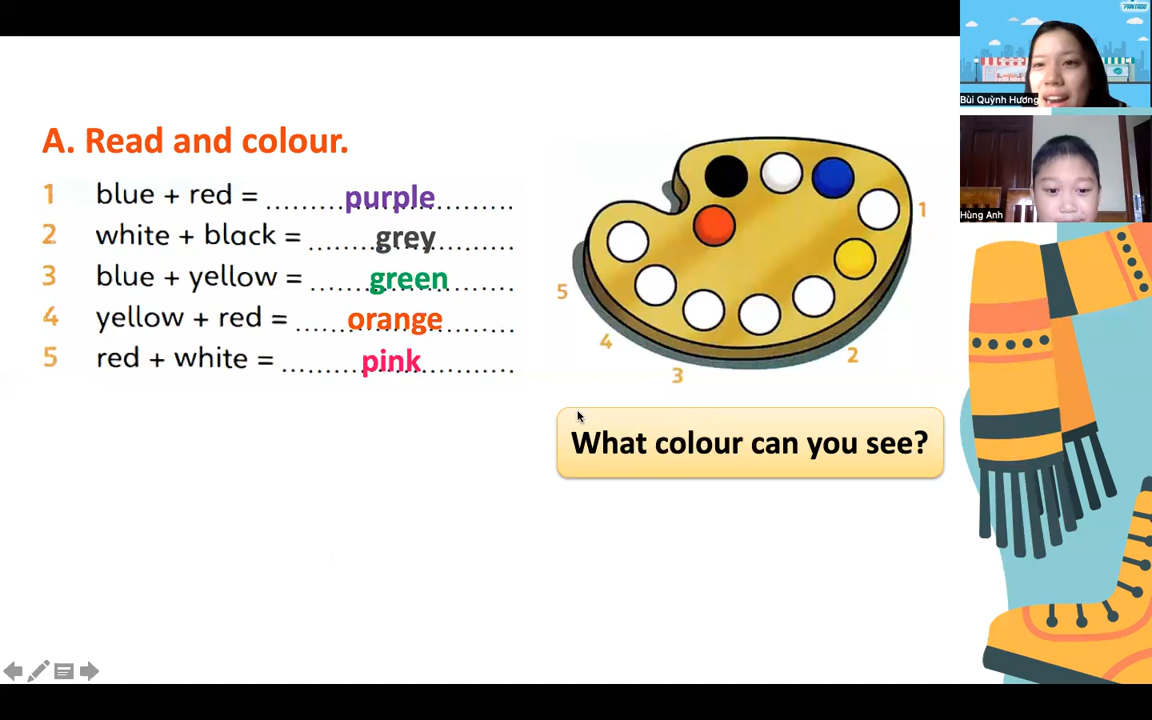 PANTADO
Bùi Quỳnh Hương
Hùng Anh
A. Read and colour.
1 blue + red = ..........purple..........
2 white + black = ..........grey..........
3 blue + yellow = ..........green..........
4 yellow + red = ..........orange..........
5 red + white = ..........pink..........
1
5
4
2
3
What colour can you see?